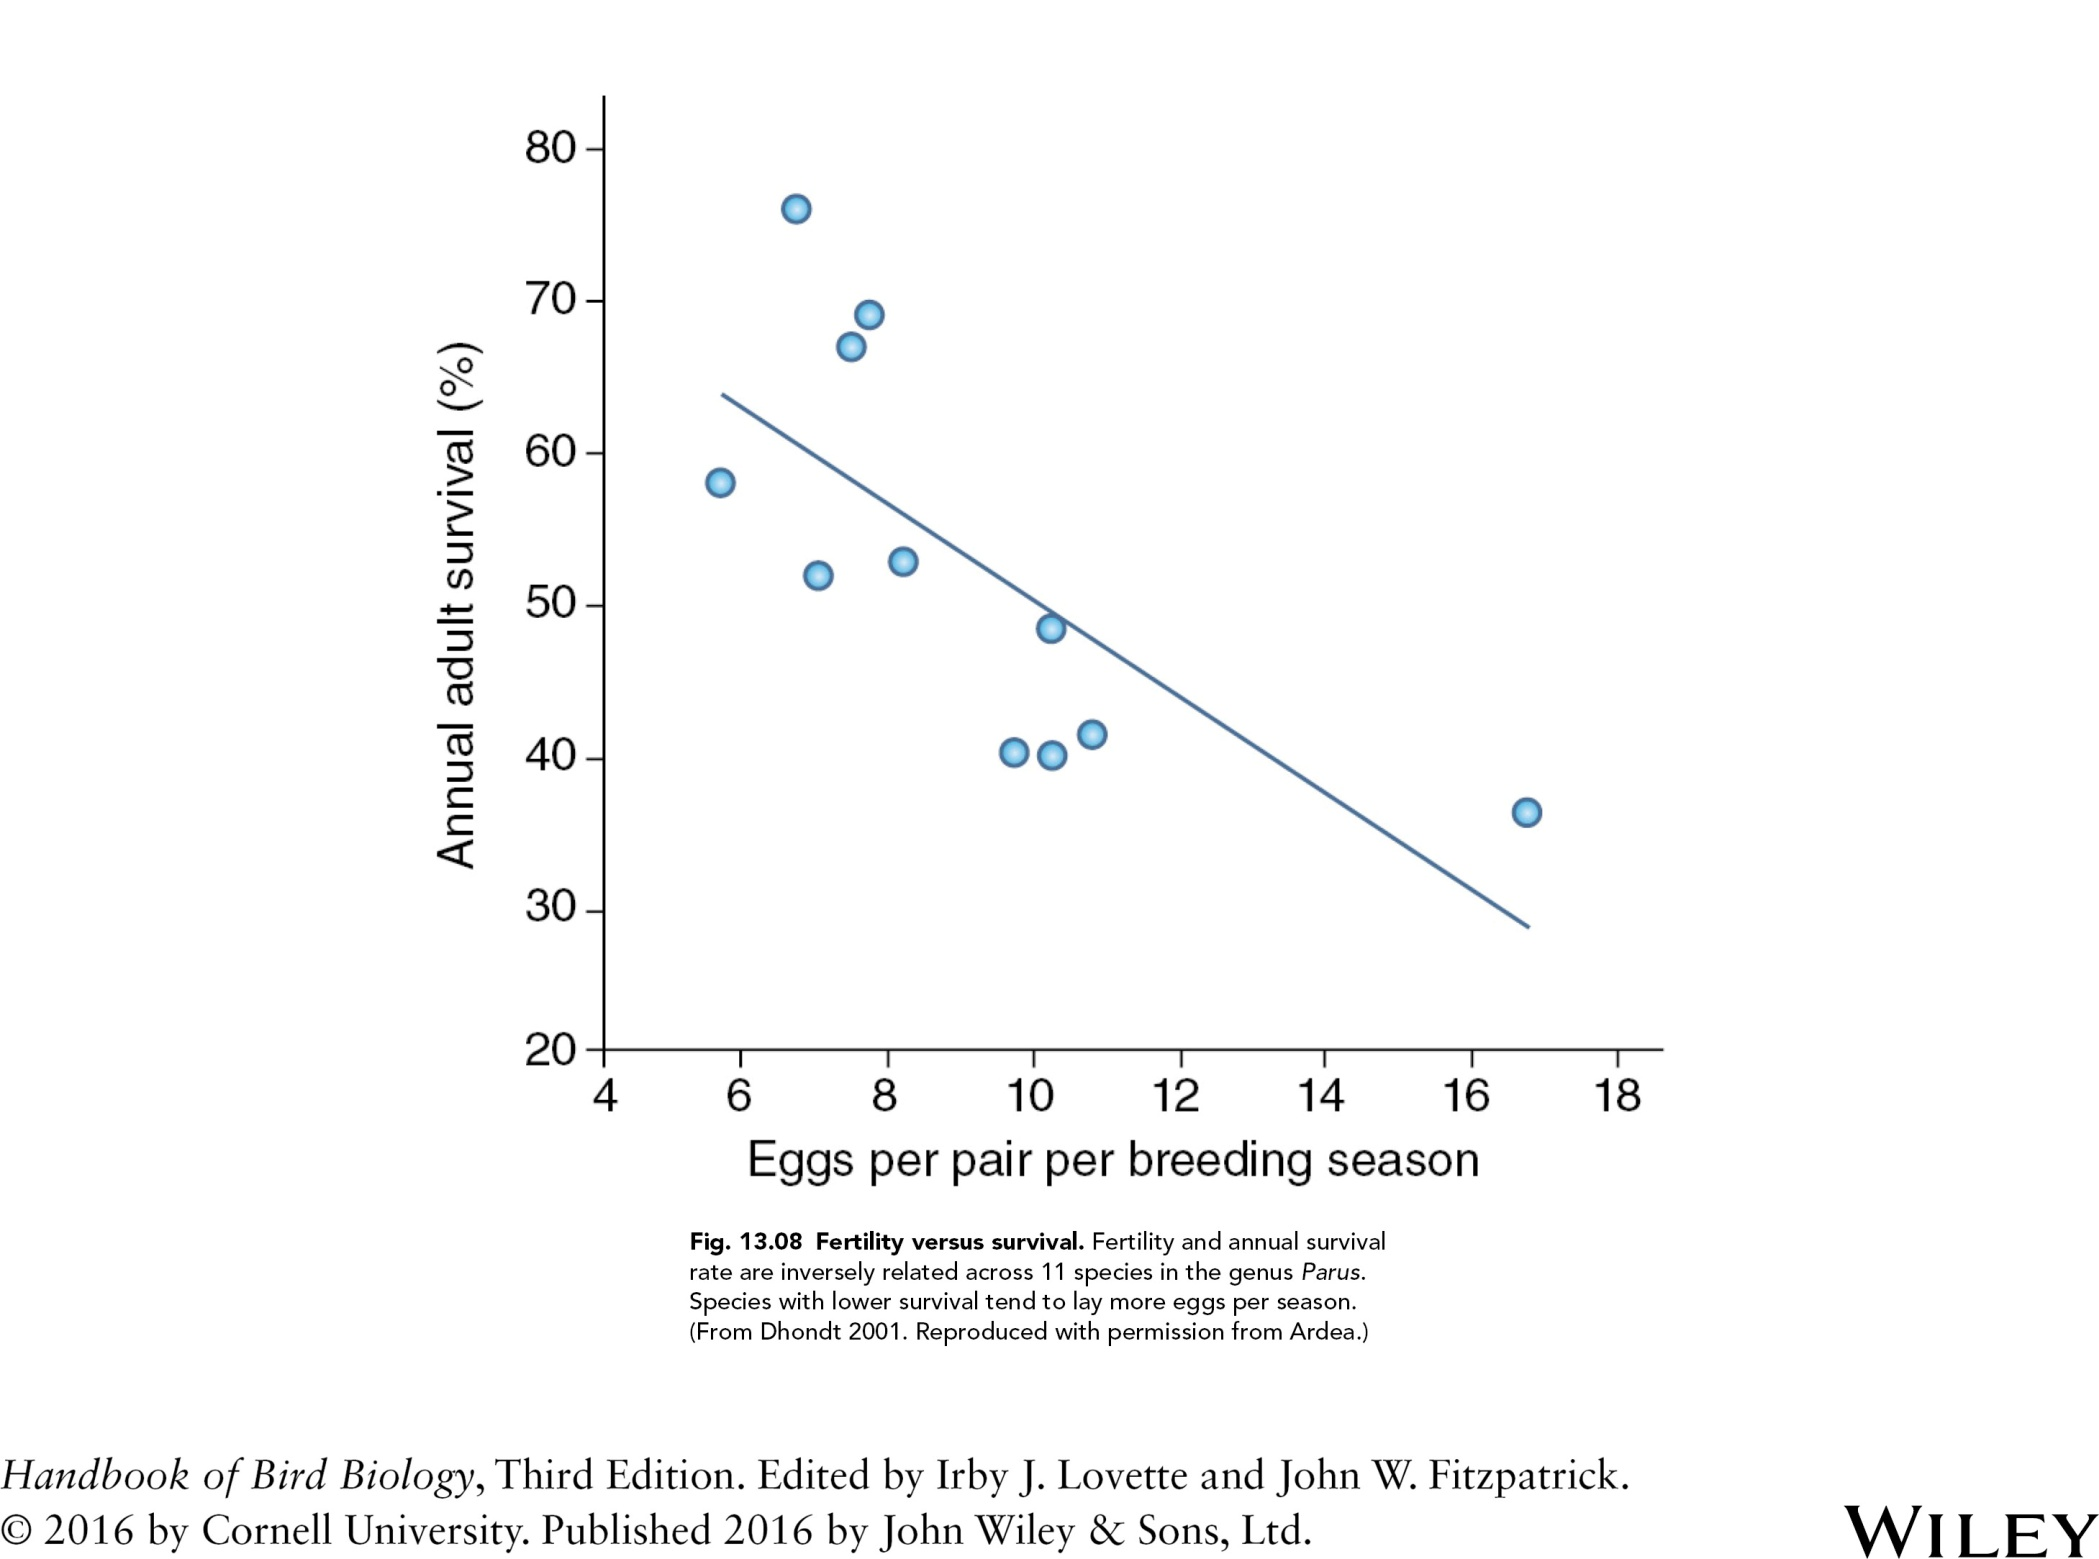 80
70
60
50
40
30
20
Annual adult survival (%)
4 6 8 10 12 14 16 18
Eggs per pair per breeding season
Fig. 13.08 Fertility versus survival. Fertility and annual survival
rate are inversely related across 11 species in the genus Parus.
Species with lower survival tend to lay more eggs per season.
(From Dhondt 2001. Reproduced with permission from Ardea.)
Handbook of Bird Biology, Third Edition. Edited by Irby J. Lovette and John W. Fitzpatrick.
© 2016 by Cornell University. Published 2016 by John Wiley & Sons, Ltd.
WILEY